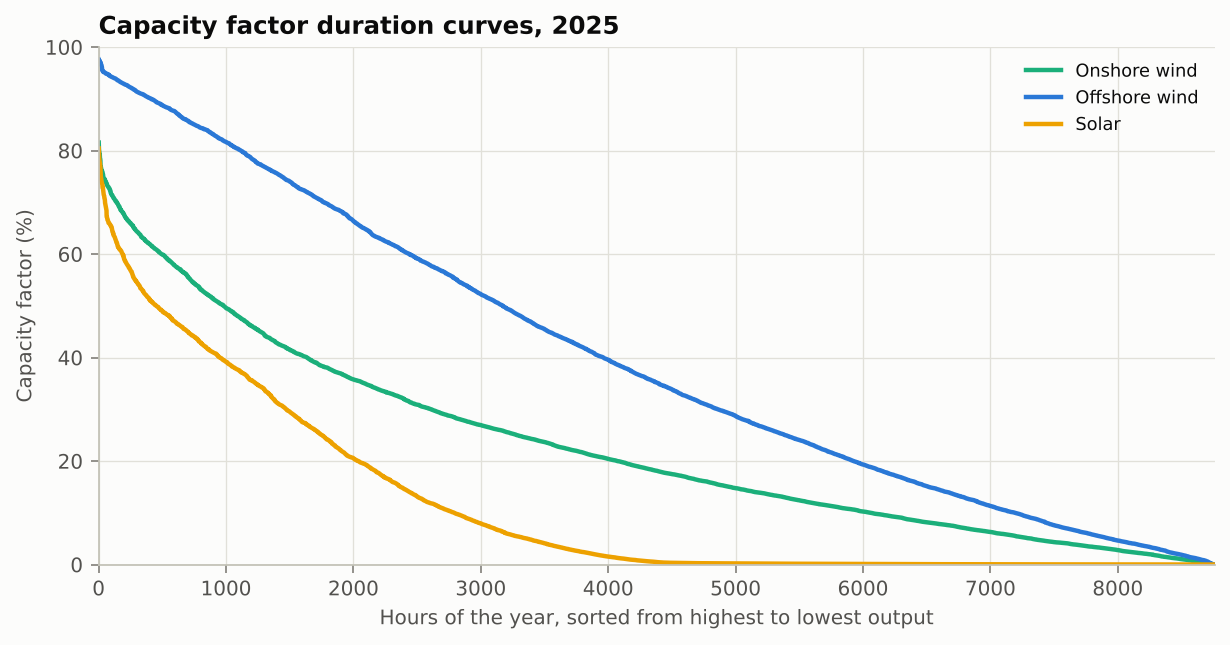 Capacity factor duration curves, 2025
Capacity factor (%)
100
80
60
40
20
0
Onshore wind
Offshore wind
Solar
0 1000 2000 3000 4000 5000 6000 7000 8000
Hours of the year, sorted from highest to lowest output